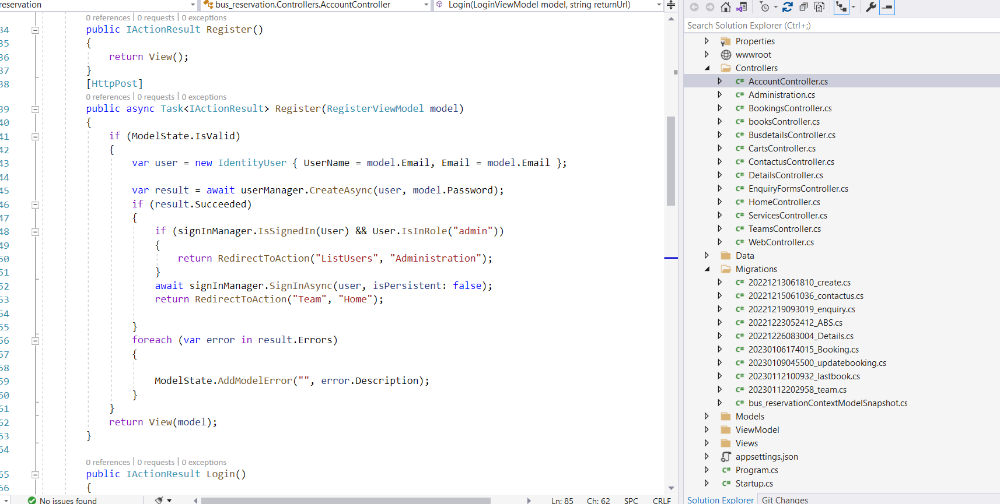 reservation
bus_reservation.Controllers.AccountController
Login(LoginViewModel model, string returnUrl)
0 references | 0 requests | 0 exceptions
34 public IActionResult Register()
35 {
36 return View();
37 }
38 [HttpPost]
0 references | 0 requests | 0 exceptions
39 public async Task<IActionResult> Register(RegisterViewModel model)
40 {
41 if (ModelState.IsValid)
42 {
43 var user = new IdentityUser { UserName = model.Email, Email = model.Email };
44
45 var result = await userManager.CreateAsync(user, model.Password);
46 if (result.Succeeded)
47 {
48 if (signInManager.IsSignedIn(User) && User.IsInRole("admin"))
49 {
50 return RedirectToAction("ListUsers", "Administration");
51 }
52 await signInManager.SignInAsync(user, isPersistent: false);
53 return RedirectToAction("Team", "Home");
54
55 }
56 foreach (var error in result.Errors)
57 {
58
59 ModelState.AddModelError("", error.Description);
60 }
61 }
62 return View(model);
63 }
64
0 references | 0 requests | 0 exceptions
65 public IActionResult Login()
66 {
No issues found
Ln: 85 Ch: 62 SPC CRLF
Search Solution Explorer (Ctrl+;)
Properties
wwwroot
Controllers
C# AccountController.cs
C# Administration.cs
C# BookingsController.cs
C# booksController.cs
C# BusdetailsController.cs
C# CartsController.cs
C# ContactusController.cs
C# DetailsController.cs
C# EnquiryFormsController.cs
C# HomeController.cs
C# ServicesController.cs
C# TeamsController.cs
C# WebController.cs
Data
Migrations
C# 20221213061810_create.cs
C# 20221215061036_contactus.cs
C# 20221219093019_enquiry.cs
C# 20221223052412_ABS.cs
C# 20221226083004_Details.cs
C# 20230106174015_Booking.cs
C# 20230109045500_updatebooking.cs
C# 20230112100932_lastbook.cs
C# 20230112202958_team.cs
C# bus_reservationContextModelSnapshot.cs
Models
ViewModel
Views
appsettings.json
C# Program.cs
C# Startup.cs
Solution Explorer Git Changes